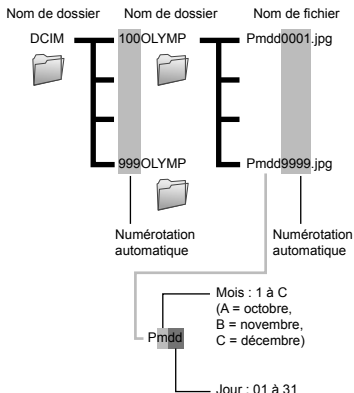 Nom de dossier Nom de dossier Nom de fichier
DCIM 100OLYMP Pmdd0001.jpg
999OLYMP Pmdd9999.jpg
Numérotation
automatique
Numérotation
automatique
Mois : 1 à C
(A = octobre,
B = novembre,
C = décembre)
Pmdd
Jour : 01 à 31